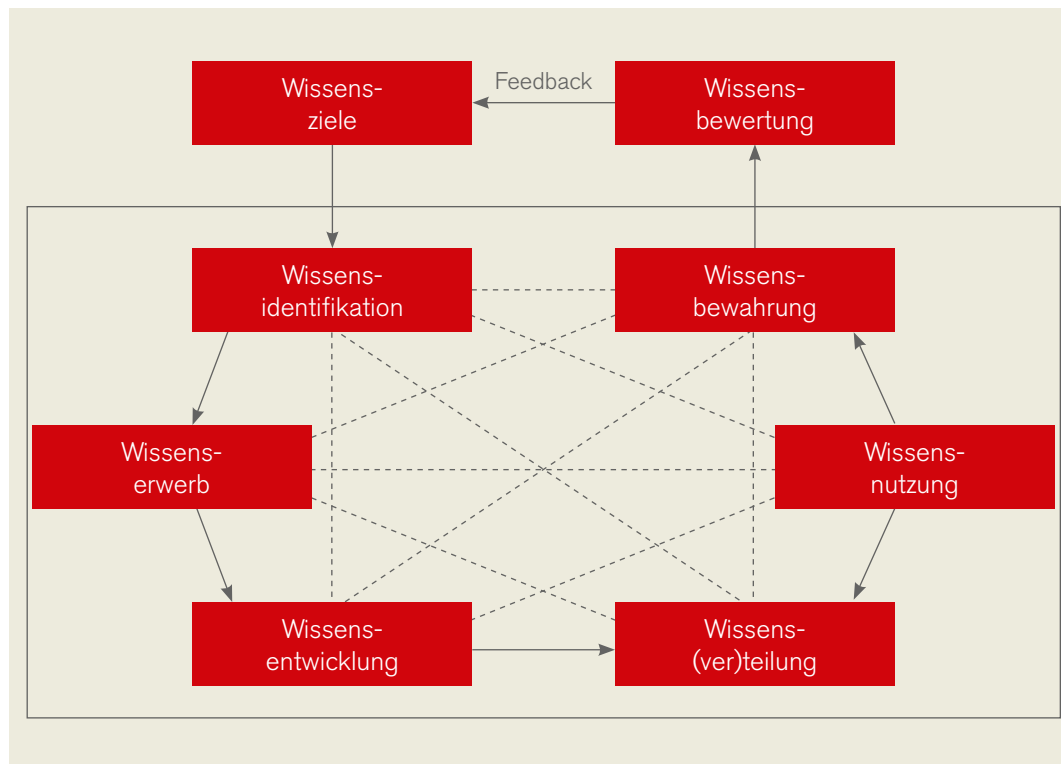 Wissens-
ziele
Feedback
Wissens-
bewertung
Wissens-
identifikation
Wissens-
bewahrung
Wissens-
erwerb
Wissens-
nutzung
Wissens-
entwicklung
Wissens-
(ver)teilung